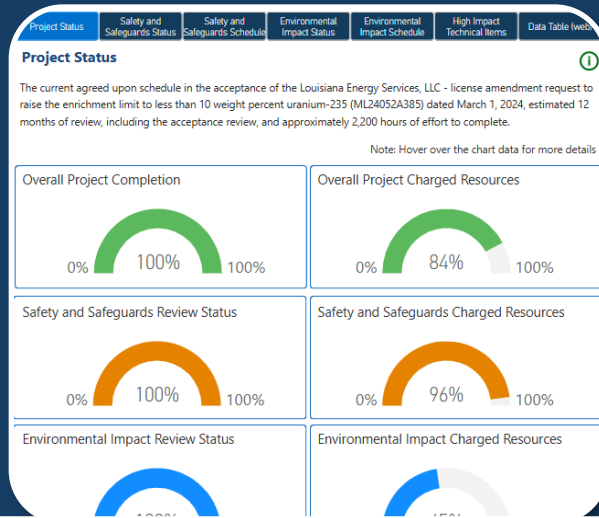 Project Status
Safety and Safeguards Status
Safety and Safeguards Schedule
Environmental Impact Status
Environmental Impact Schedule
High Impact Technical Items
Data Table (web)
Project Status
The current agreed upon schedule in the acceptance of the Louisiana Energy Services, LLC - license amendment request to
raise the enrichment limit to less than 10 weight percent uranium-235 (ML24052A385) dated March 1, 2024, estimated 12
months of review, including the acceptance review, and approximately 2,200 hours of effort to complete.
Note: Hover over the chart data for more details
Overall Project Completion
0% 100% 100%
Overall Project Charged Resources
0% 84% 100%
Safety and Safeguards Review Status
0% 100% 100%
Safety and Safeguards Charged Resources
0% 96% 100%
Environmental Impact Review Status
Environmental Impact Charged Resources